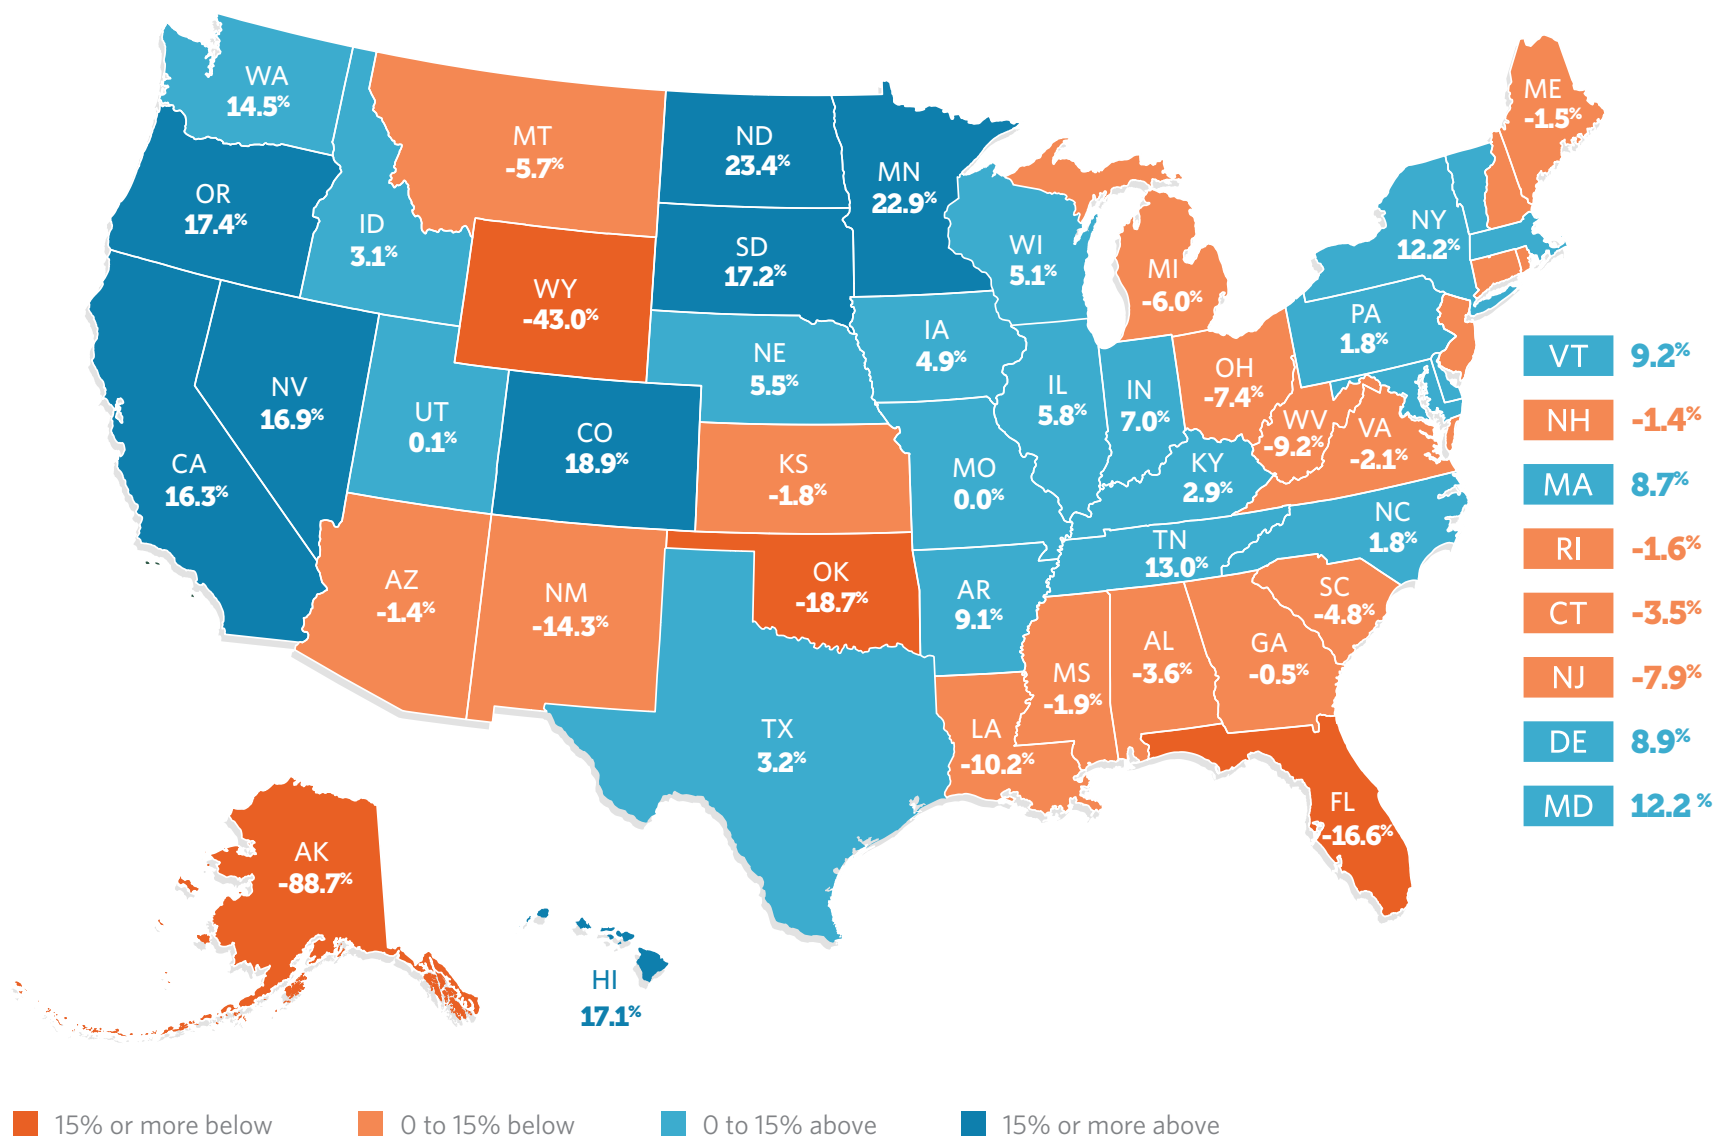 WA
14.5%
OR
17.4%
CA
16.3%
NV
16.9%
ID
3.1%
MT
-5.7%
WY
-43.0%
UT
0.1%
CO
18.9%
AZ
-1.4%
NM
-14.3%
ND
23.4%
SD
17.2%
NE
5.5%
KS
-1.8%
OK
-18.7%
TX
3.2%
MN
22.9%
IA
4.9%
MO
0.0%
AR
9.1%
LA
-10.2%
WI
5.1%
IL
5.8%
IN
7.0%
MI
-6.0%
OH
-7.4%
KY
2.9%
TN
13.0%
MS
-1.9%
AL
-3.6%
GA
-0.5%
FL
-16.6%
SC
-4.8%
NC
1.8%
VA
-2.1%
WV
-9.2%
PA
1.8%
NY
12.2%
ME
-1.5%
VT 9.2%
NH -1.4%
MA 8.7%
RI -1.6%
CT -3.5%
NJ -7.9%
DE 8.9%
MD 12.2%
AK
-88.7%
HI
17.1%
15% or more below
0 to 15% below
0 to 15% above
15% or more above